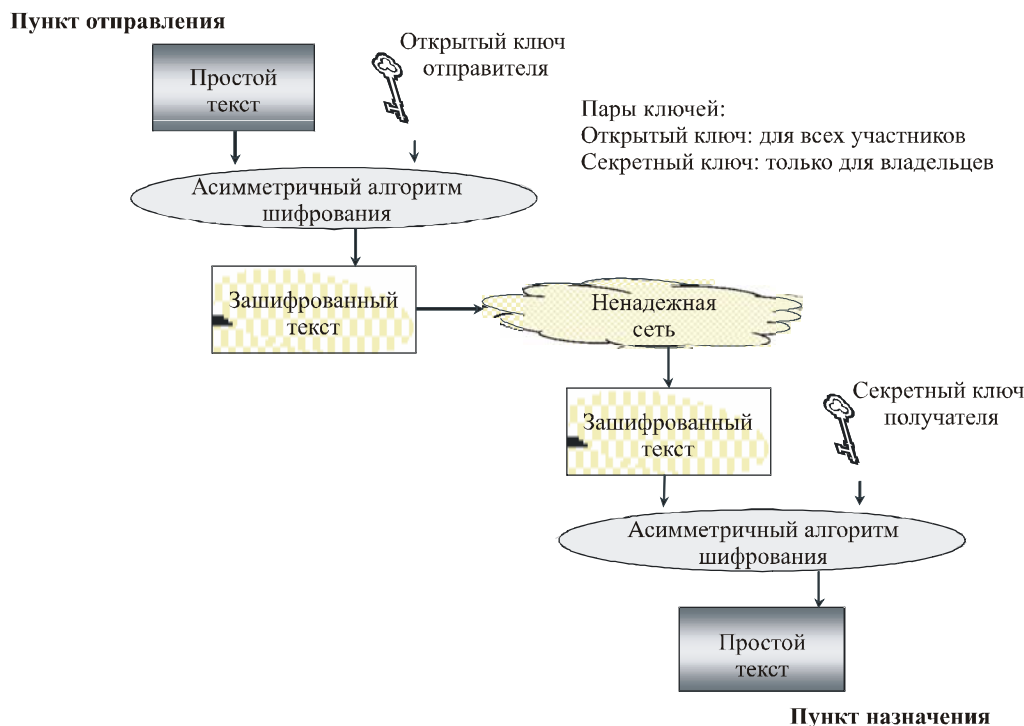 Пункт отправления
Простой
текст
Открытый ключ
отправителя
Пары ключей:
Открытый ключ: для всех участников
Секретный ключ: только для владельцев
Асимметричный алгоритм
шифрования
Зашифрованный
текст
Ненадежная
сеть
Зашифрованный
текст
Секретный ключ
получателя
Асимметричный алгоритм
шифрования
Простой
текст
Пункт назначения